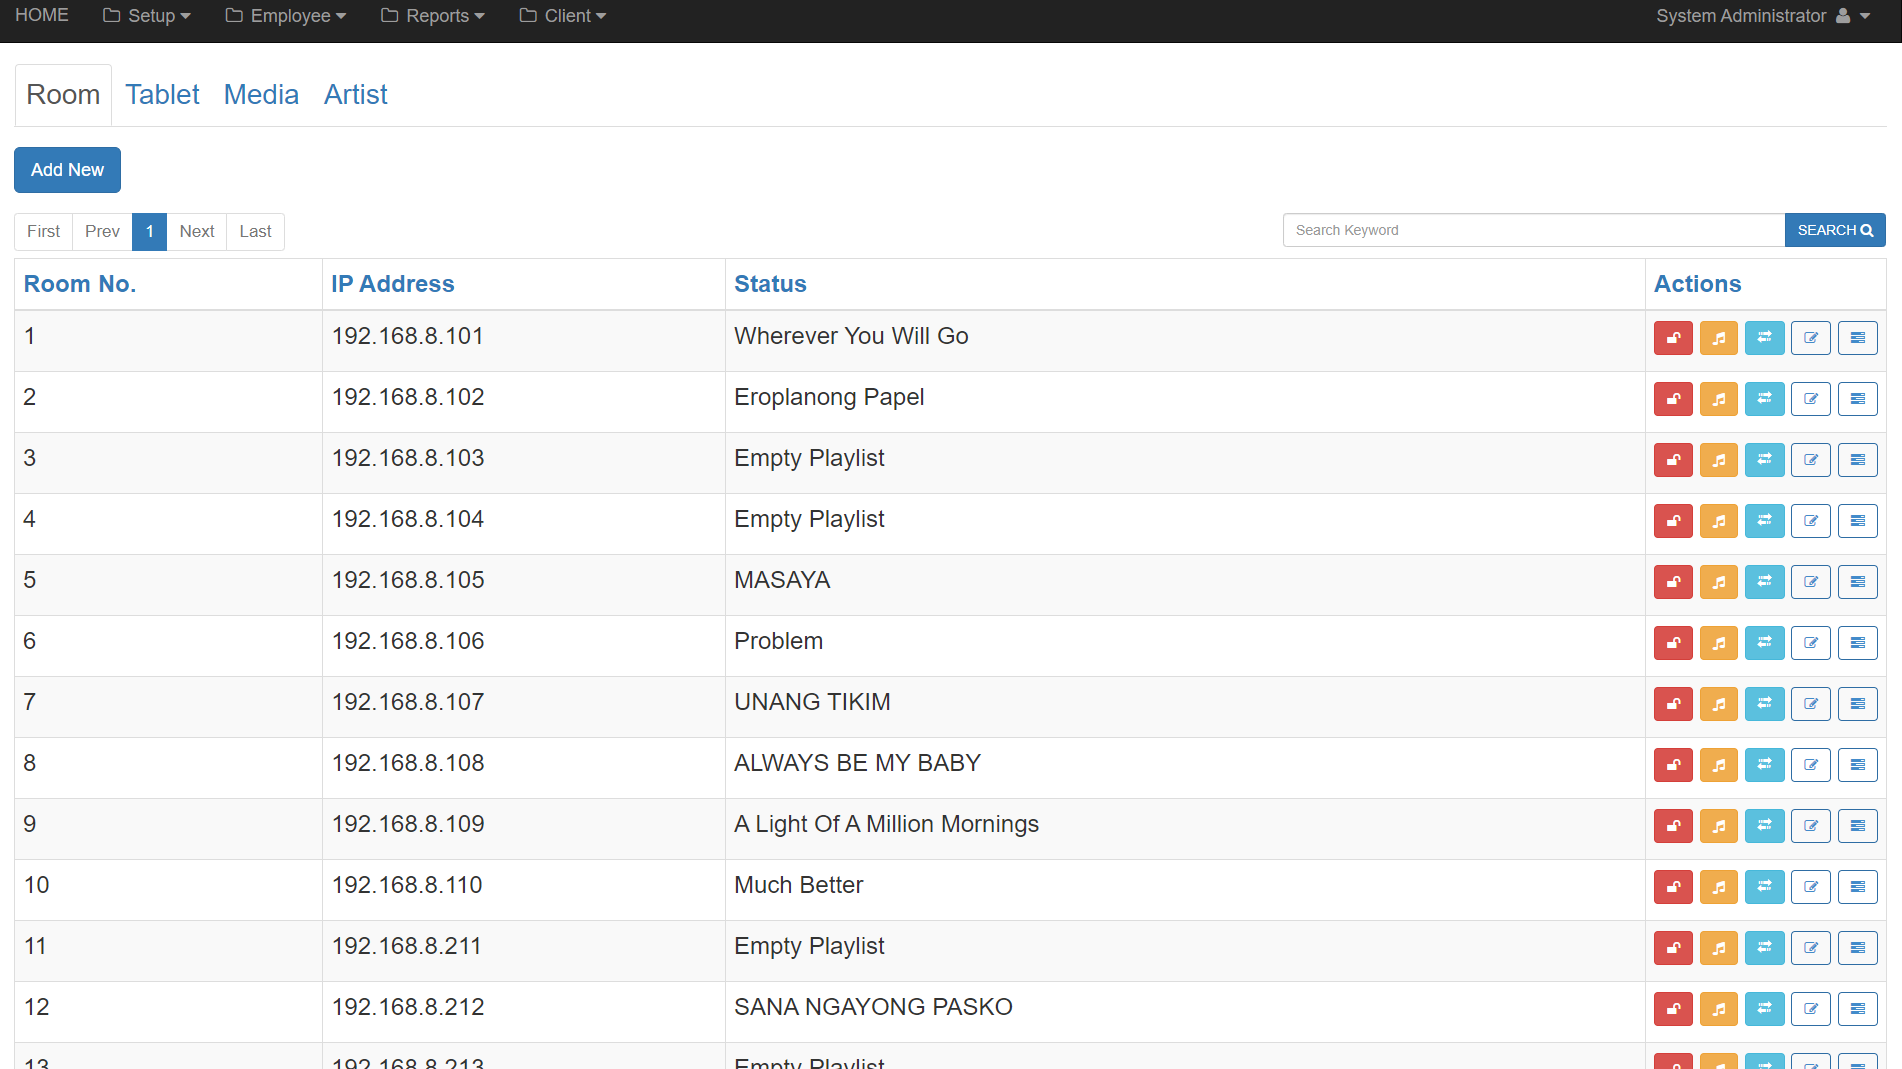 HOME Setup Employee Reports Client System Administrator
Room Tablet Media Artist
Add New
First Prev 1 Next Last Search Keyword SEARCH
Room No. IP Address Status Actions
1 192.168.8.101 Wherever You Will Go
2 192.168.8.102 Eroplanong Papel
3 192.168.8.103 Empty Playlist
4 192.168.8.104 Empty Playlist
5 192.168.8.105 MASAYA
6 192.168.8.106 Problem
7 192.168.8.107 UNANG TIKIM
8 192.168.8.108 ALWAYS BE MY BABY
9 192.168.8.109 A Light Of A Million Mornings
10 192.168.8.110 Much Better
11 192.168.8.211 Empty Playlist
12 192.168.8.212 SANA NGAYONG PASKO
13 192.168.8.213 Empty Playlist